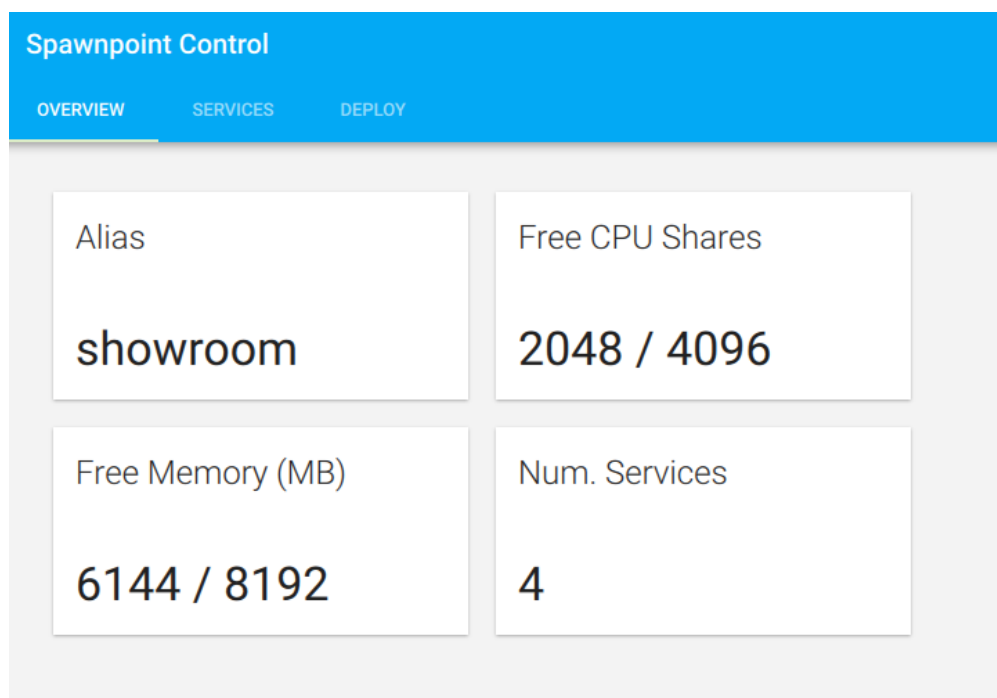 Spawnpoint Control
OVERVIEW SERVICES DEPLOY
Alias
showroom
Free CPU Shares
2048 / 4096
Free Memory (MB)
6144 / 8192
Num. Services
4